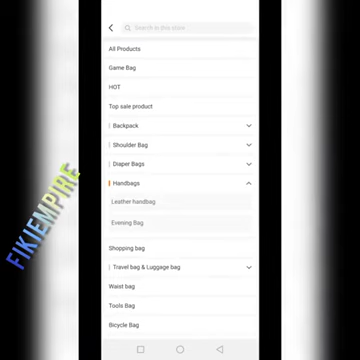 Search in this store
All Products
Game Bag
HOT
Top sale product
Backpack
Shoulder Bag
Diaper Bags
Handbags
Leather handbag
Evening Bag
Shopping bag
Travel bag & Luggage bag
Waist bag
Tools Bag
Bicycle Bag
FIKIEMPIRE